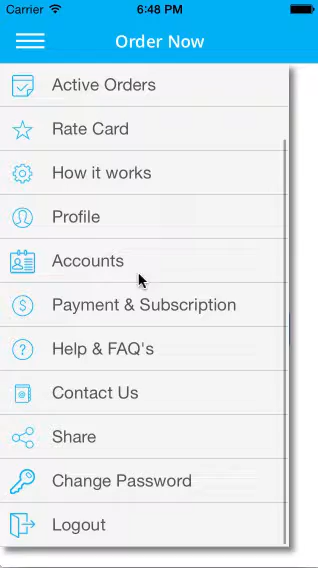 Carrier 6:48 PM
Order Now
Active Orders
Rate Card
How it works
Profile
Accounts
Payment & Subscription
Help & FAQ's
Contact Us
Share
Change Password
Logout